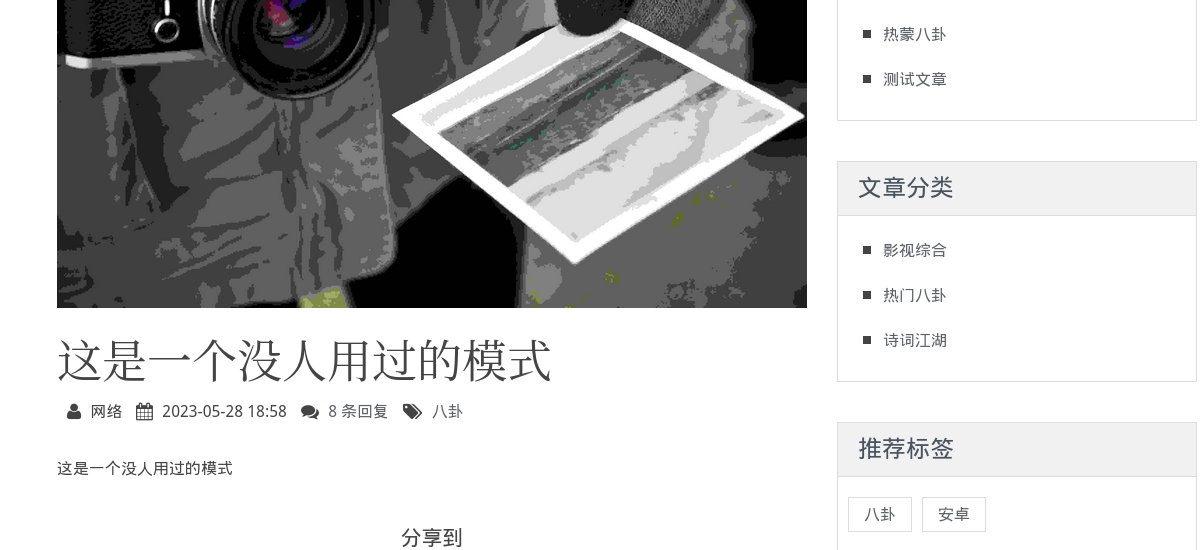 这是一个没人用过的模式
网络 2023-05-28 18:58 8 条回复 八卦
这是一个没人用过的模式
分享到
热蒙八卦
测试文章
文章分类
影视综合
热门八卦
诗词江湖
推荐标签
八卦 安卓